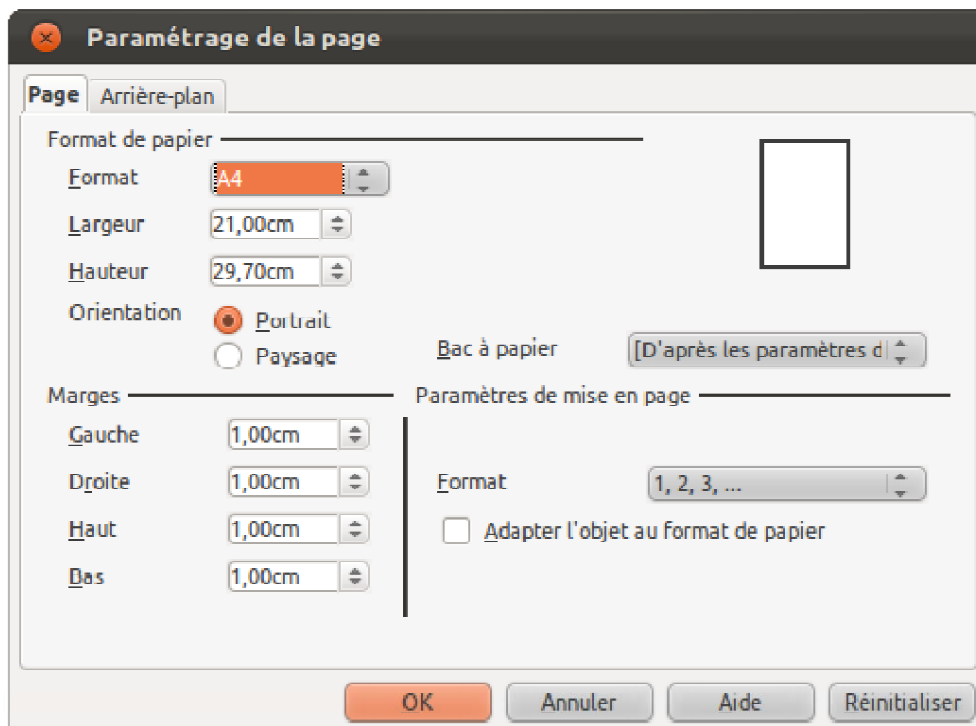 Paramétrage de la page
Page Arrière-plan
Format de papier
Format A4
Largeur 21,00cm
Hauteur 29,70cm
Orientation Portrait
Paysage
Bac à papier [D'après les paramètres d
Marges
Gauche 1,00cm
Droite 1,00cm
Haut 1,00cm
Bas 1,00cm
Paramètres de mise en page
Format 1, 2, 3, ...
Adapter l'objet au format de papier
OK Annuler Aide Réinitialiser